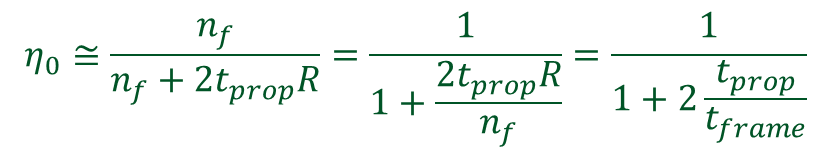 η₀ ≅ n_f / (n_f + 2t_prop R) = 1 / (1 + (2t_prop R / n_f)) = 1 / (1 + 2 (t_prop / t_frame))